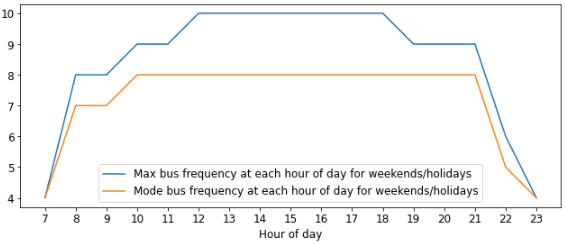 10
9
8
7
6
5
4
Max bus frequency at each hour of day for weekends/holidays
Mode bus frequency at each hour of day for weekends/holidays
7 8 9 10 11 12 13 14 15 16 17 18 19 20 21 22 23
Hour of day